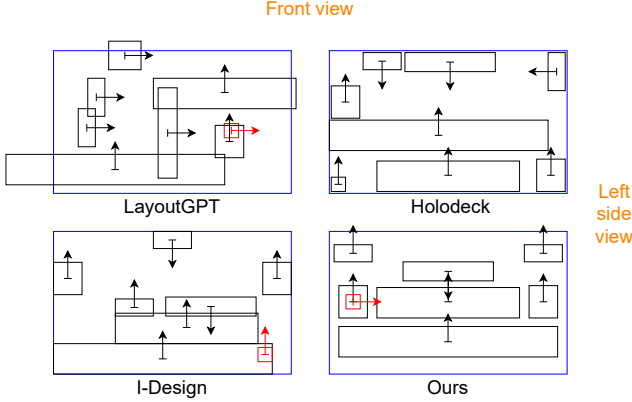 Front view
LayoutGPT
Holodeck
Left
side
view
I-Design
Ours